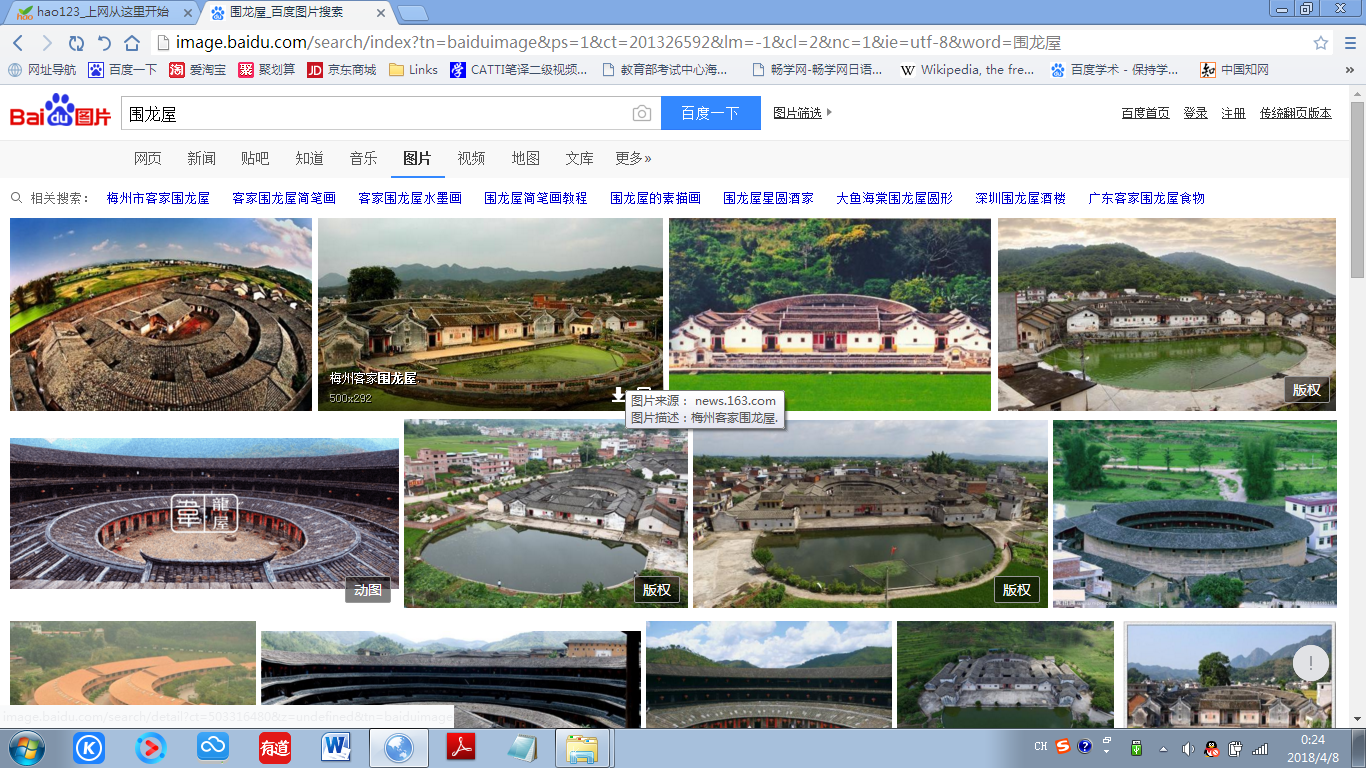 hao123_上网从这里开始
围龙屋_百度图片搜索
image.baidu.com/search/index?tn=baiduimage&ps=1&ct=201326592&lm=-1&cl=2&nc=1&ie=utf-8&word=围龙屋
网址导航 百度一下 爱淘宝 聚划算 京东商城 Links CATTI笔译二级视频... 教育部考试中心海... 畅学网-畅学网日语... Wikipedia, the fre... 百度学术 - 保持学... 中国知网 »
Bai du 图片 围龙屋 百度一下 图片筛选 百度首页 登录 注册 传统翻页版本
网页 新闻 贴吧 知道 音乐 图片 视频 地图 文库 更多»
相关搜索： 梅州市客家围龙屋 客家围龙屋简笔画 客家围龙屋水墨画 围龙屋简笔画教程 围龙屋的素描画 围龙屋星圆酒家 大鱼海棠围龙屋圆形 深圳围龙屋酒楼 广东客家围龙屋食物
梅州客家围龙屋
500x292
版权
图片来源： news.163.com
图片描述：梅州客家围龙屋.
龍屋
动图
版权
版权
image.baidu.com/search/detail?ct=503316480&z=undefined&tn=baiduimage
有道
CH
0:24
2018/4/8